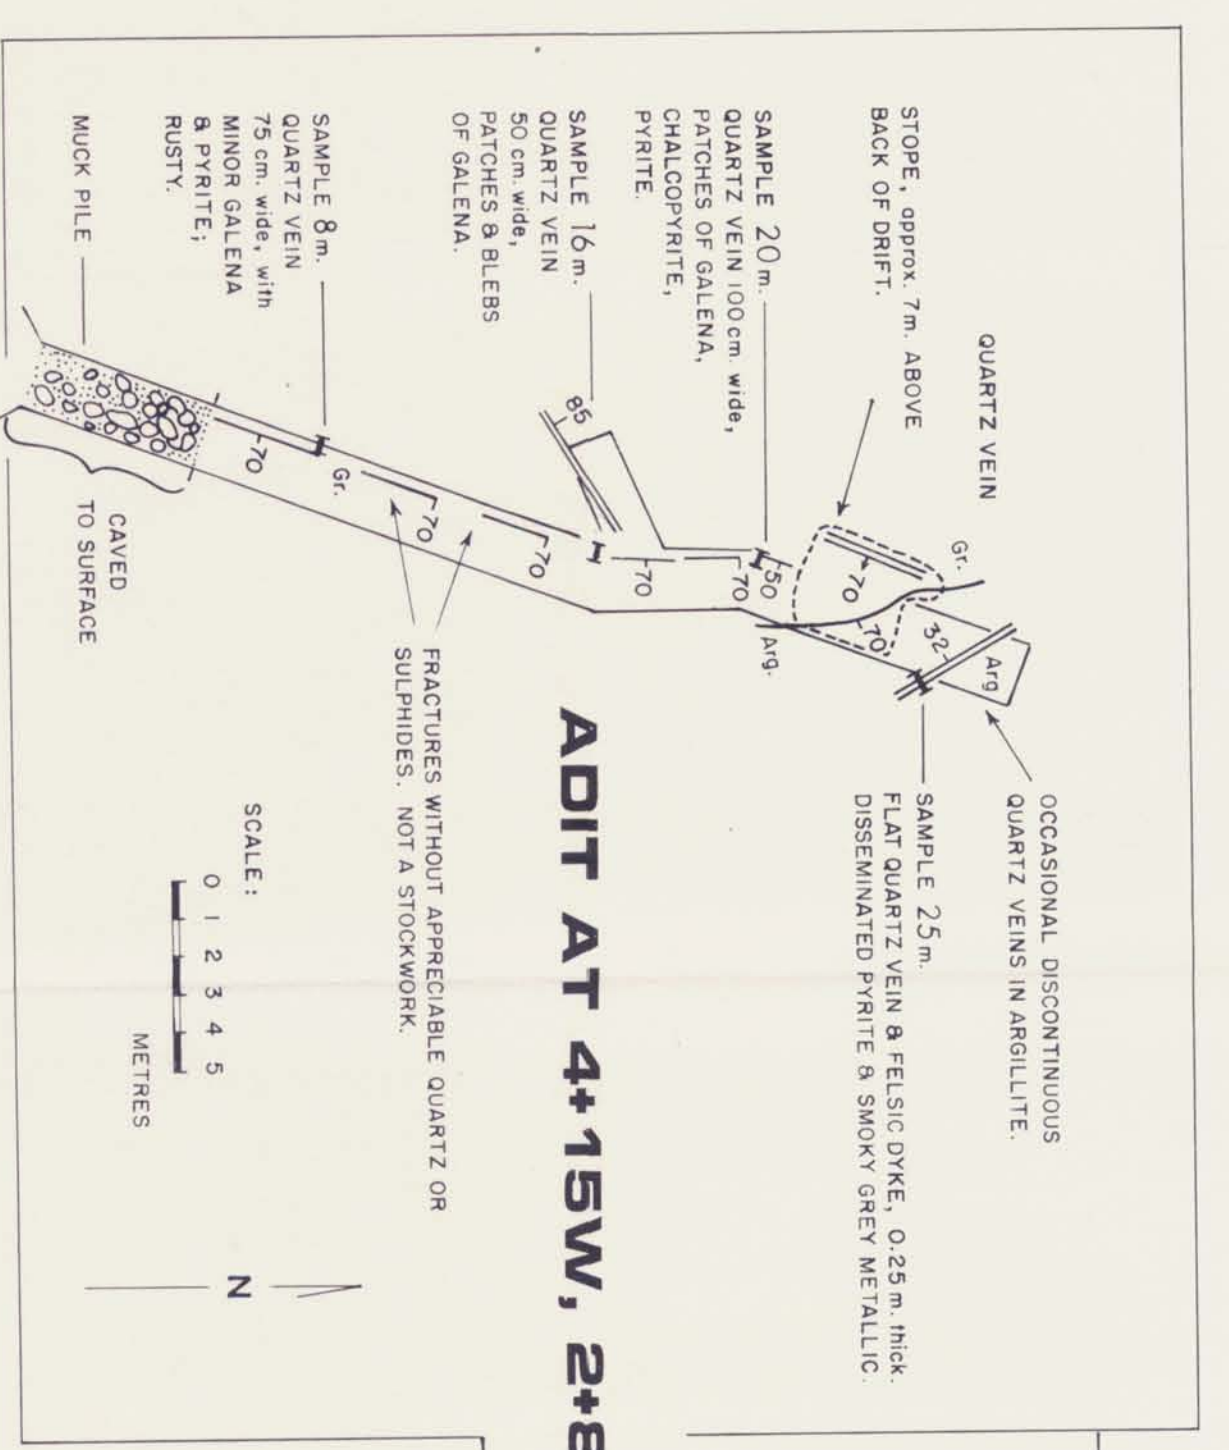 OCCASIONAL DISCONTINUOUS
QUARTZ VEINS IN ARGILLITE.
QUARTZ VEIN
Gr.
Arg
32
STOPE, approx. 7m. ABOVE
BACK OF DRIFT.
70
70
SAMPLE 25m.
FLAT QUARTZ VEIN & FELSIC DYKE, 0.25 m. thick.
DISSEMINATED PYRITE & SMOKY GREY METALLIC.
SAMPLE 20m.
QUARTZ VEIN 100cm. wide,
PATCHES OF GALENA,
CHALCOPYRITE,
PYRITE.
50
70
Arg.
70
SAMPLE 16m.
QUARTZ VEIN
50 cm. wide,
PATCHES & BLEBS
OF GALENA.
85
70
70
ADIT AT 4+15W, 2+8
FRACTURES WITHOUT APPRECIABLE QUARTZ OR
SULPHIDES. NOT A STOCKWORK.
SAMPLE 8m.
QUARTZ VEIN
75 cm. wide, with
MINOR GALENA
& PYRITE;
RUSTY.
Gr.
70
MUCK PILE
CAVED
TO SURFACE
SCALE:
0 1 2 3 4 5
METRES
N